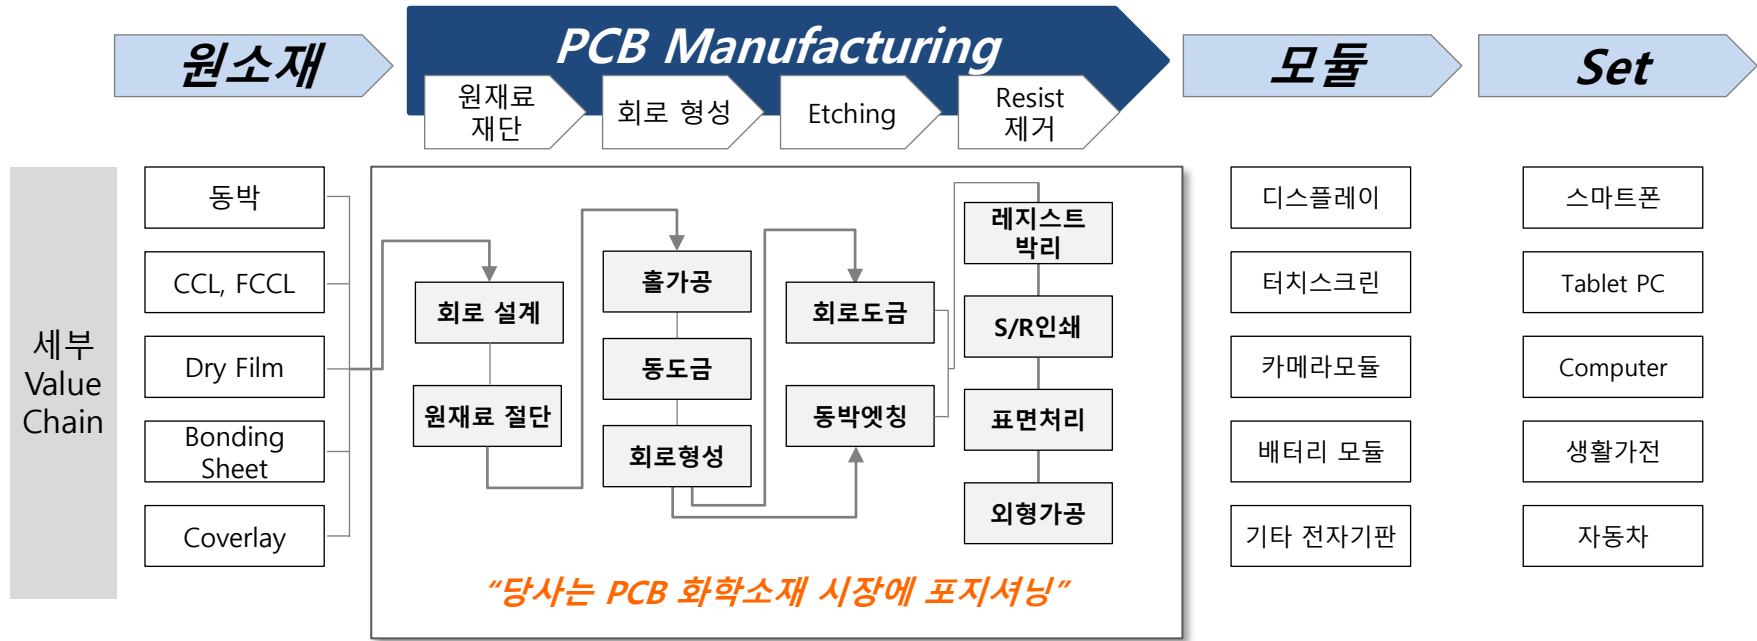 원소재
PCB Manufacturing
모듈
Set
원재료
재단
회로 형성
Etching
Resist
제거
세부
Value
Chain
동박
CCL, FCCL
Dry Film
Bonding
Sheet
Coverlay
회로 설계
원재료 절단
홀가공
동도금
회로형성
회로도금
동박엣칭
레지스트
박리
S/R인쇄
표면처리
외형가공
“당사는 PCB 화학소재 시장에 포지셔닝”
디스플레이
터치스크린
카메라모듈
배터리 모듈
기타 전자기판
스마트폰
Tablet PC
Computer
생활가전
자동차